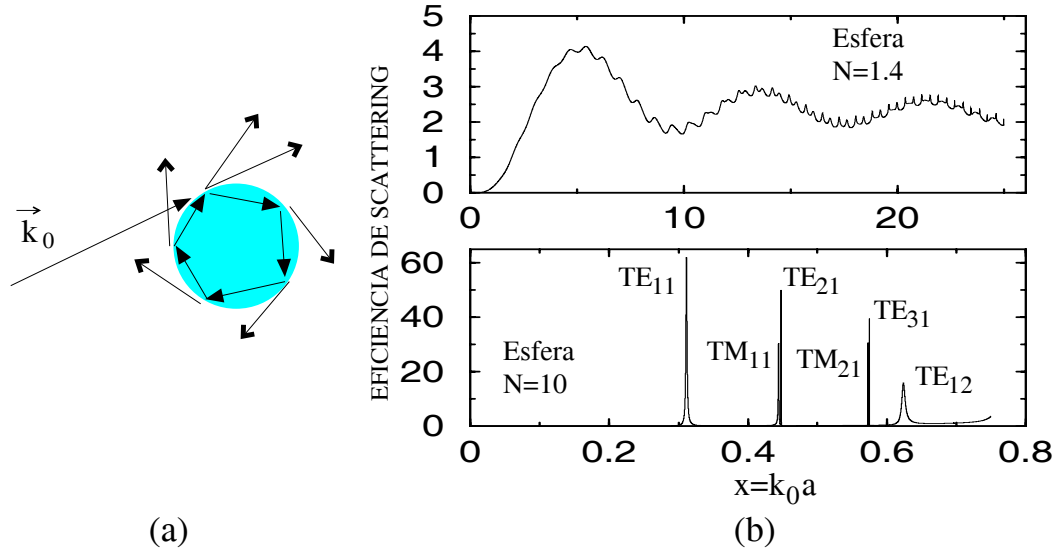 k₀
(a)
EFICIENCIA DE SCATTERING
5
4
3
2
1
0
Esfera
N=1.4
0 10 20
60
40
20
0
TE₁₁
TE₂₁
TE₃₁
TM₁₁
TM₂₁
TE₁₂
Esfera
N=10
0 0.2 0.4 0.6 0.8
x=k₀a
(b)